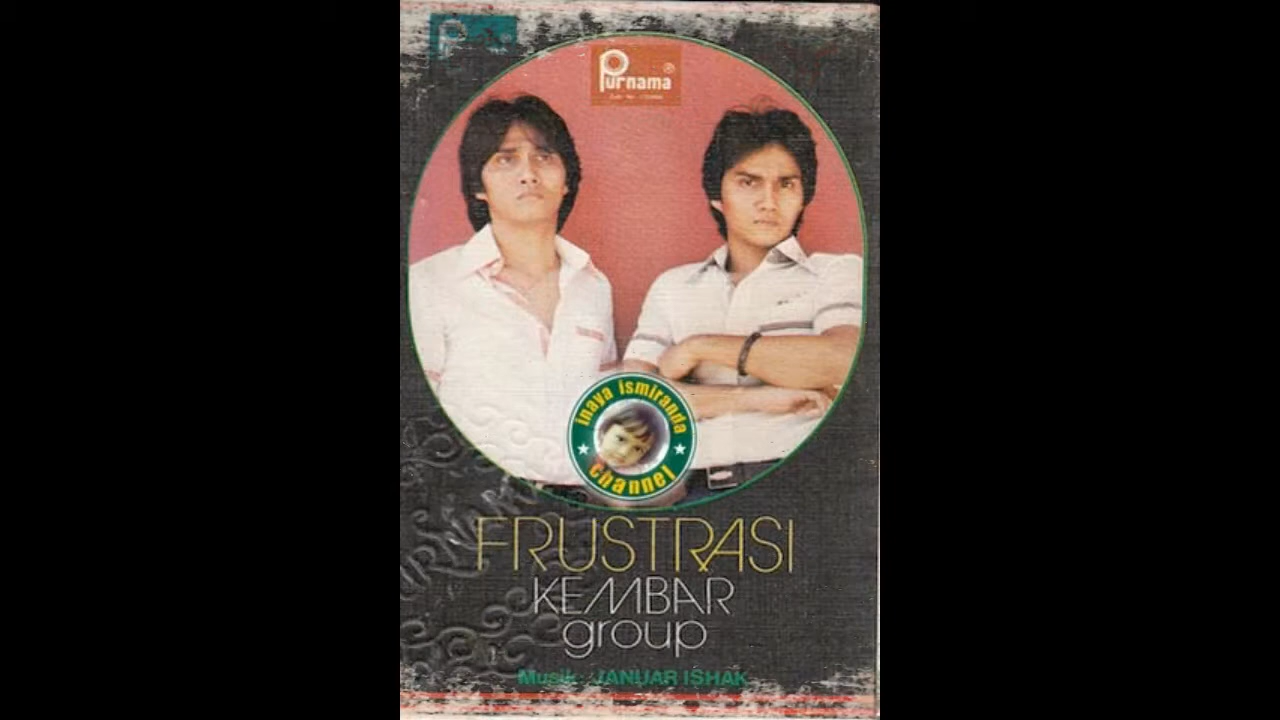 Purnama
inaya ismiranda
channel
FRUSTRASI
KEMBAR
group
Musik: JANUAR ISHAK